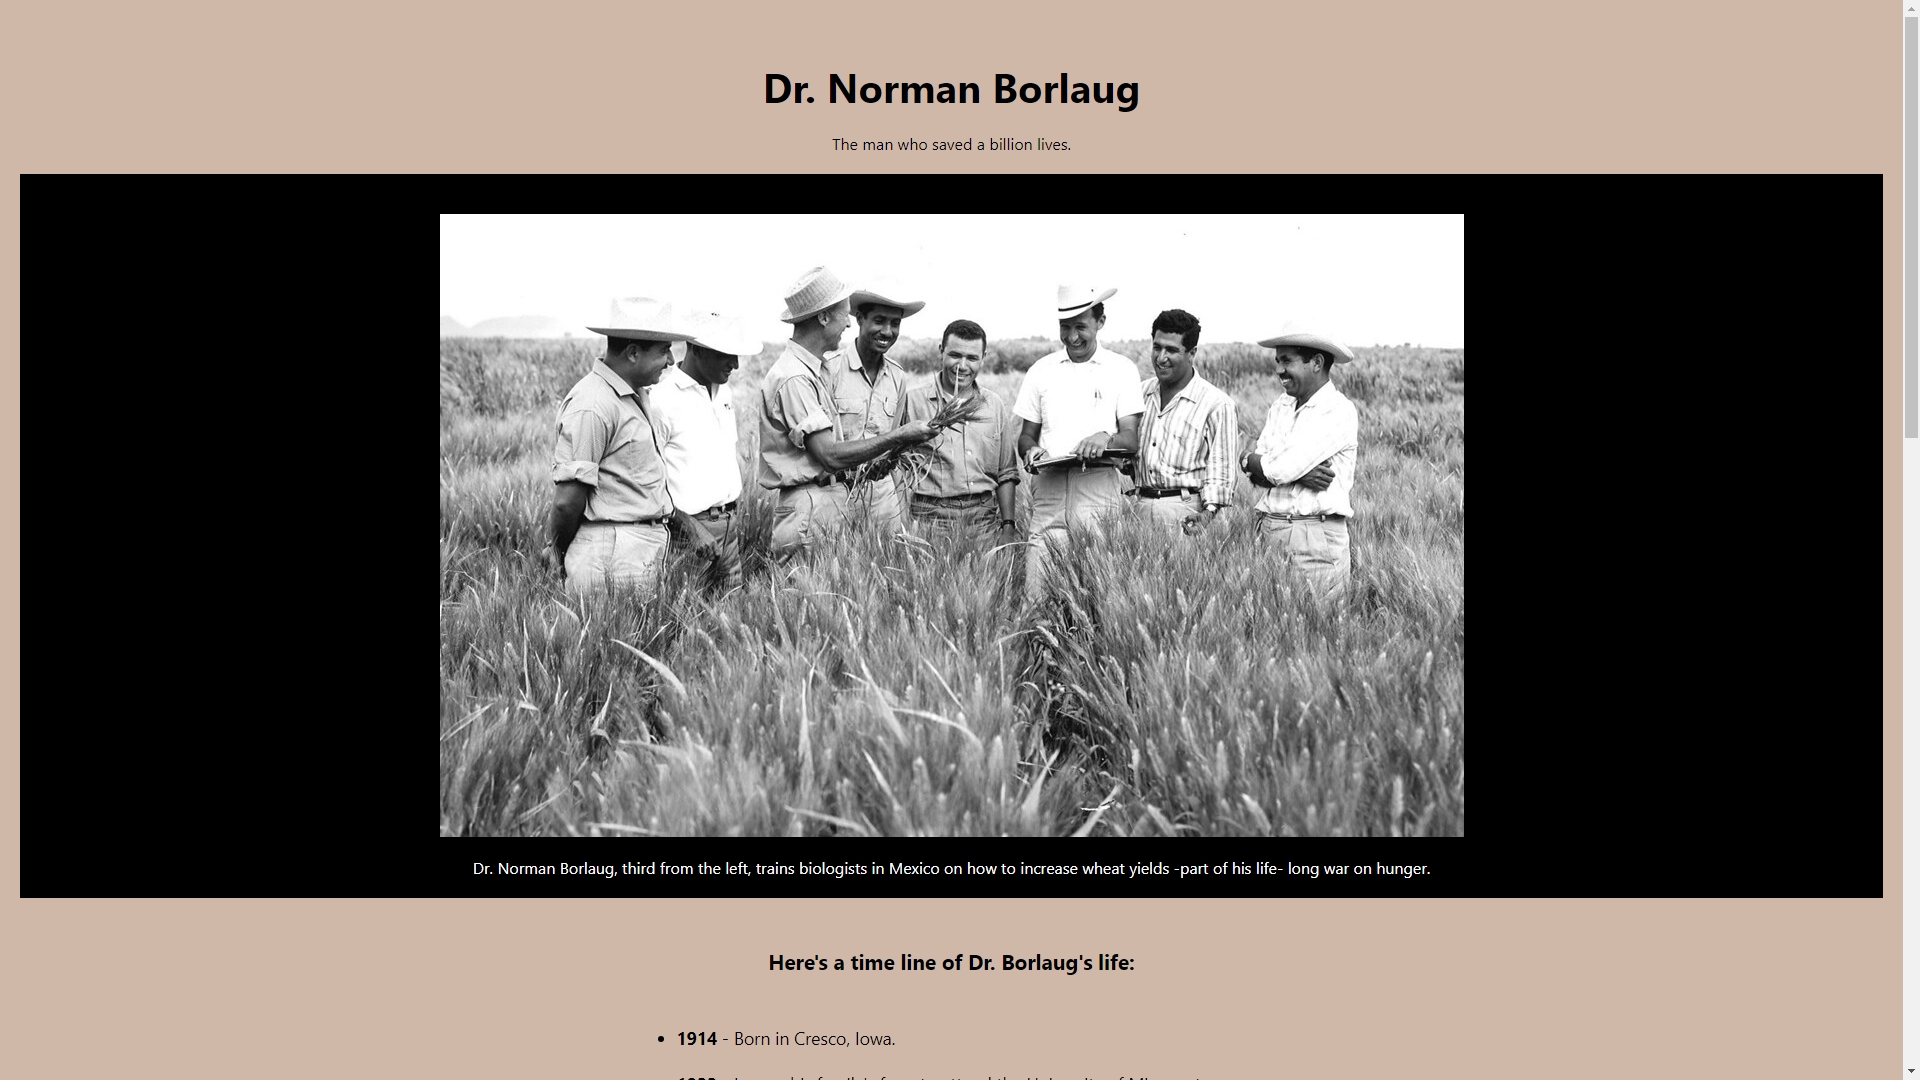 Dr. Norman Borlaug
The man who saved a billion lives.
Dr. Norman Borlaug, third from the left, trains biologists in Mexico on how to increase wheat yields -part of his life- long war on hunger.
Here's a time line of Dr. Borlaug's life:
1914 - Born in Cresco, Iowa.